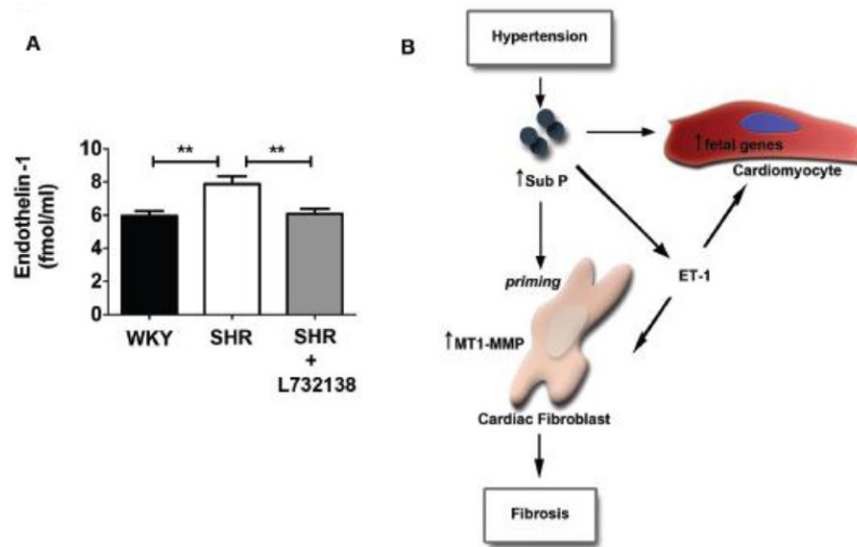 A
Endothelin-1
(fmol/ml)
10
8
6
4
2
0
**
**
WKY
SHR
SHR
+
L732138
B
Hypertension
↑Sub P
↑fetal genes
Cardiomyocyte
priming
ET-1
↑MT1-MMP
Cardiac Fibroblast
Fibrosis